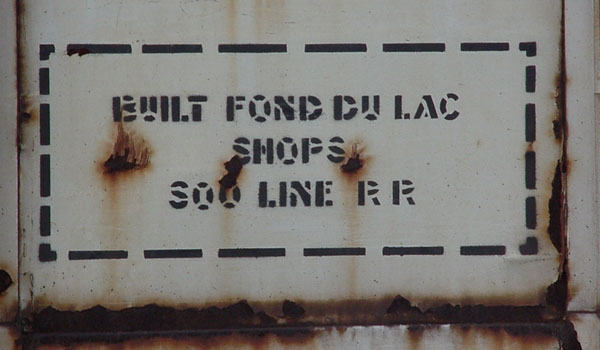 BUILT FOND DU LAC
SHOPS
SOO LINE R R